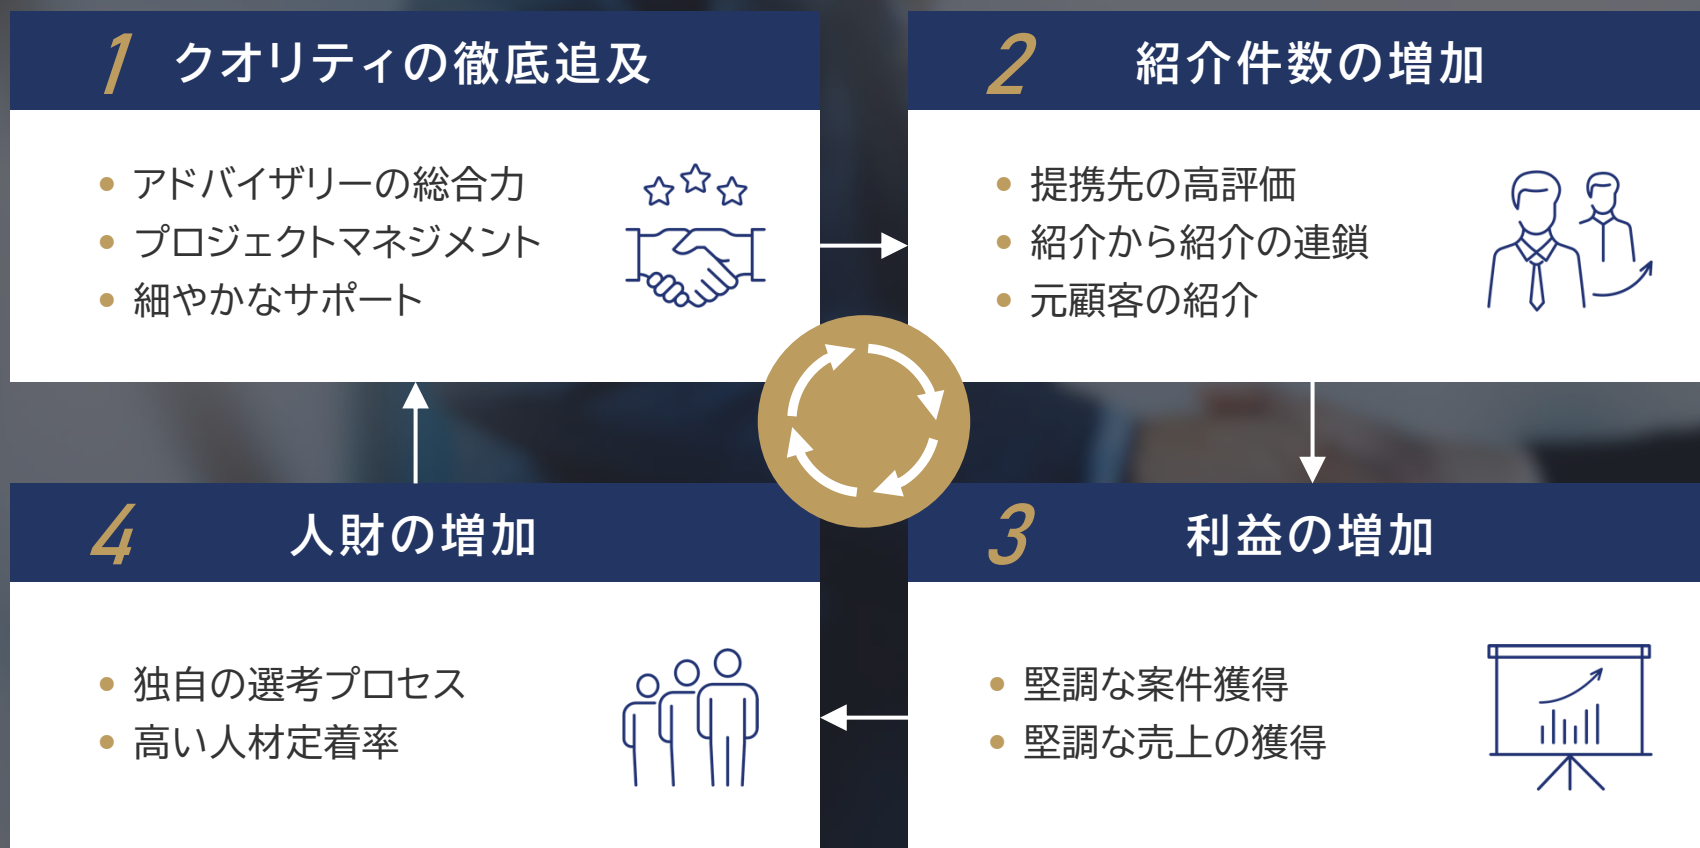 1 クオリティの徹底追及
アドバイザリーの総合力
プロジェクトマネジメント
細やかなサポート
2 紹介件数の増加
提携先の高評価
紹介から紹介の連鎖
元顧客の紹介
3 利益の増加
堅調な案件獲得
堅調な売上の獲得
4 人財の増加
独自の選考プロセス
高い人材定着率